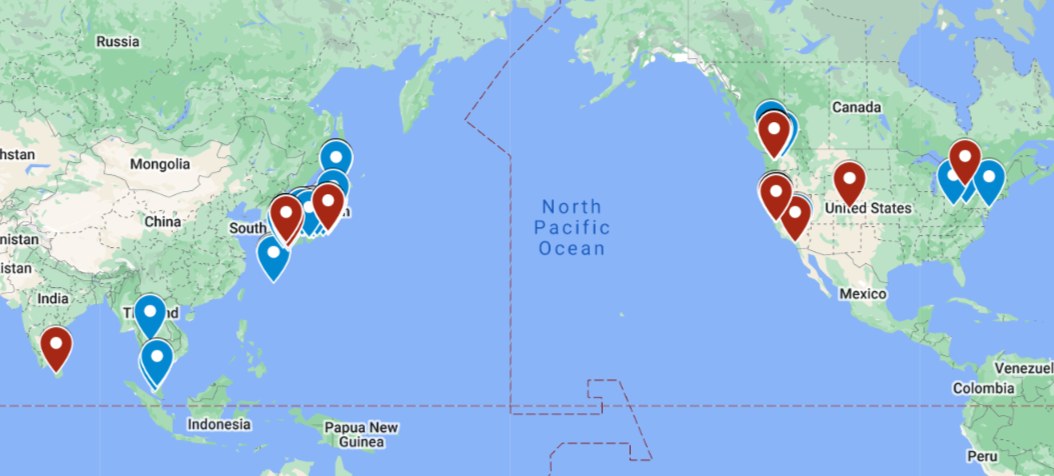 Russia
Canada
hstan
Mongolia
China
South
n
United States
nistan
North
Pacific
Ocean
istan
India
Mexico
Th
nd
Venezuel
Colombia
Indonesia
Papua New
Guinea
Peru